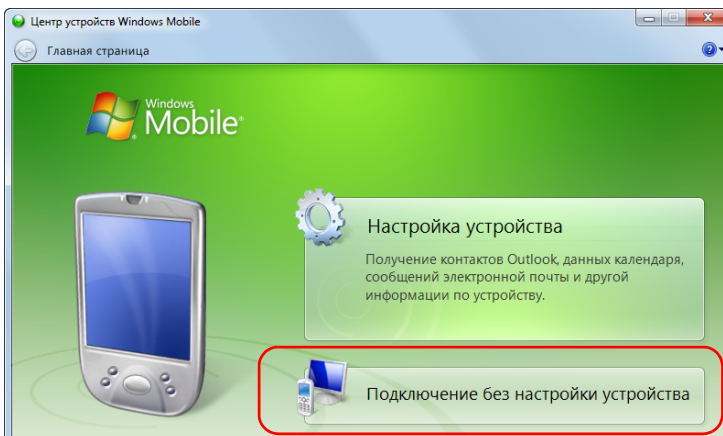 Центр устройств Windows Mobile
Главная страница
Windows
Mobile
Настройка устройства
Получение контактов Outlook, данных календаря,
сообщений электронной почты и другой
информации по устройству.
Подключение без настройки устройства